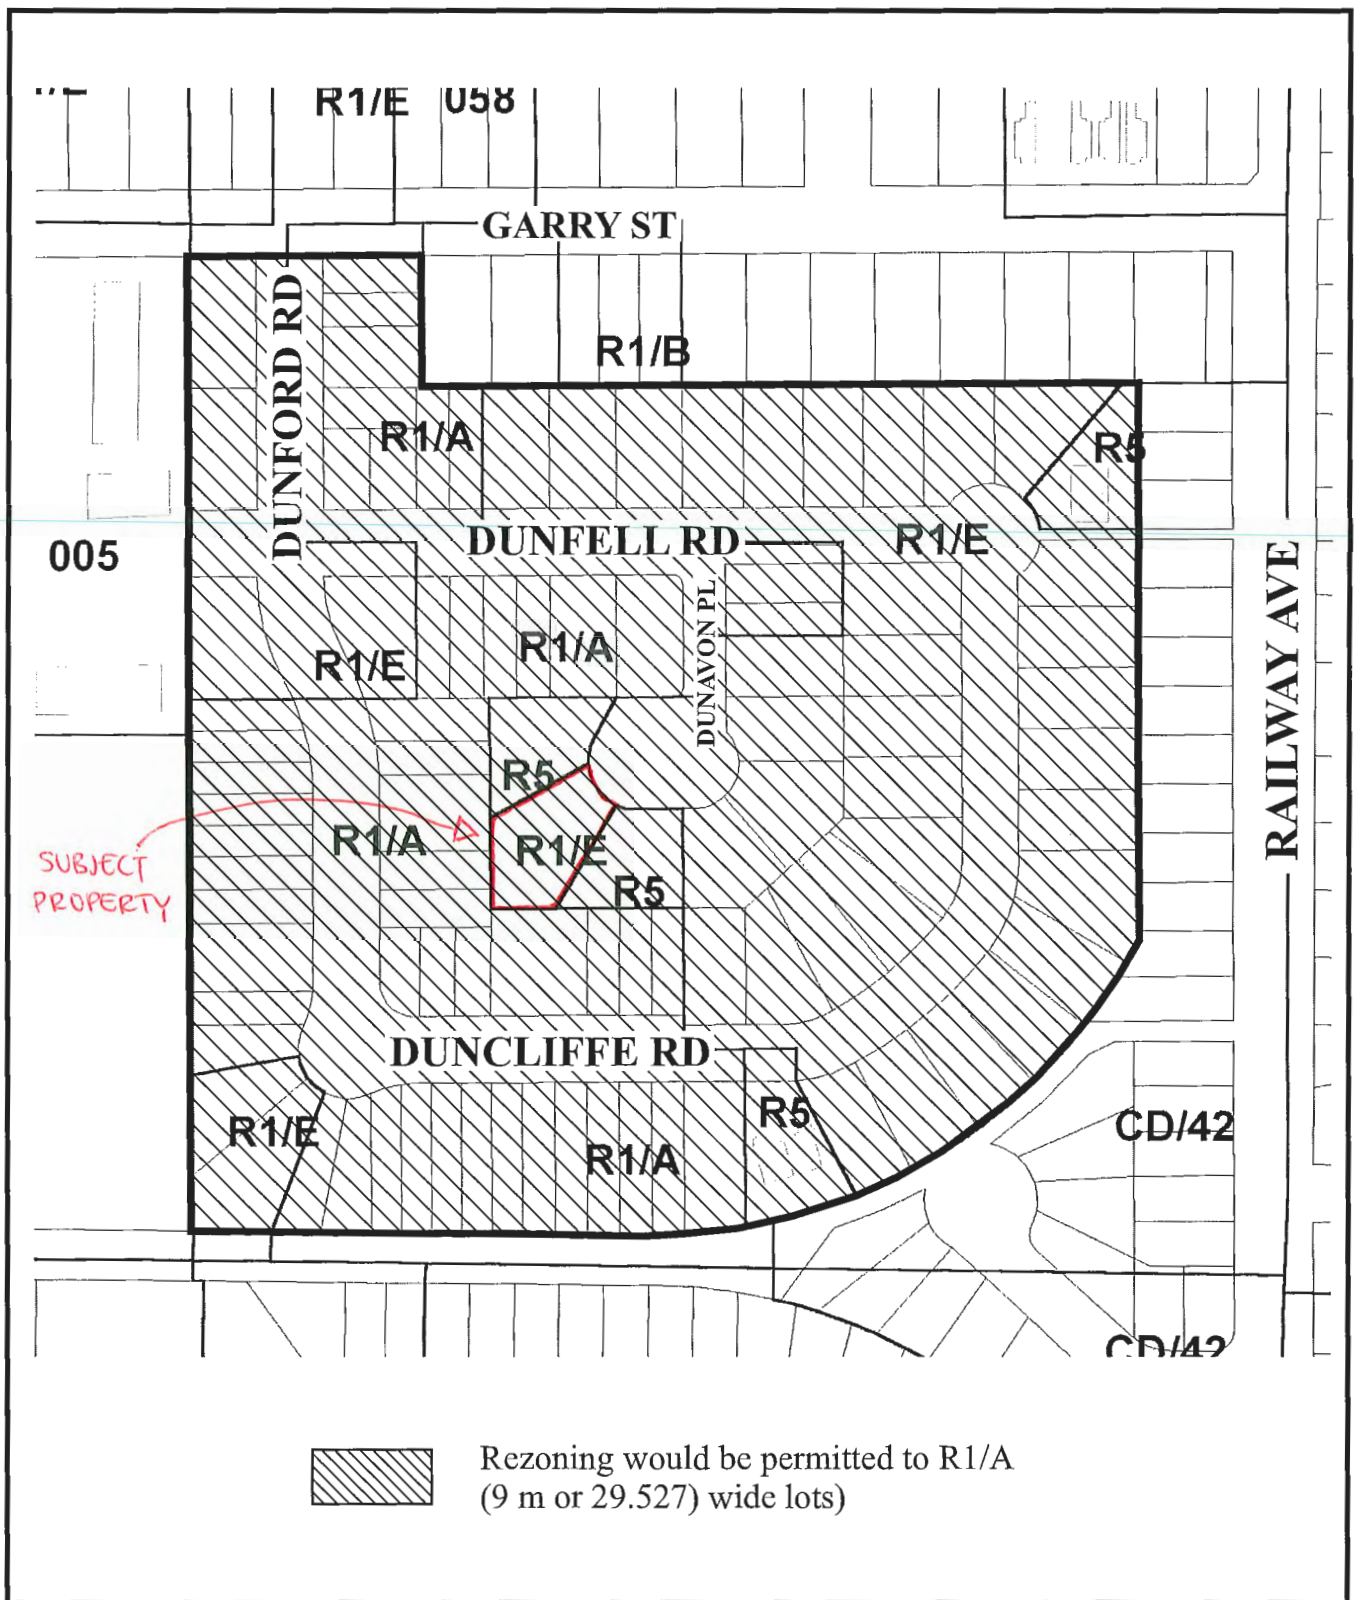 R1/E 058
GARRY ST
R1/B
DUNFORD RD
R1/A
R5
DUNFELL RD
R1/E
005
RAILWAY AVE
DUNAVON PL
R1/A
R1/E
R5
R1/A
R1/E
SUBJECT
PROPERTY
R5
DUNCLIFFE RD
R5
R1/E
CD/42
R1/A
CD/42
Rezoning would be permitted to R1/A
(9 m or 29.527) wide lots)